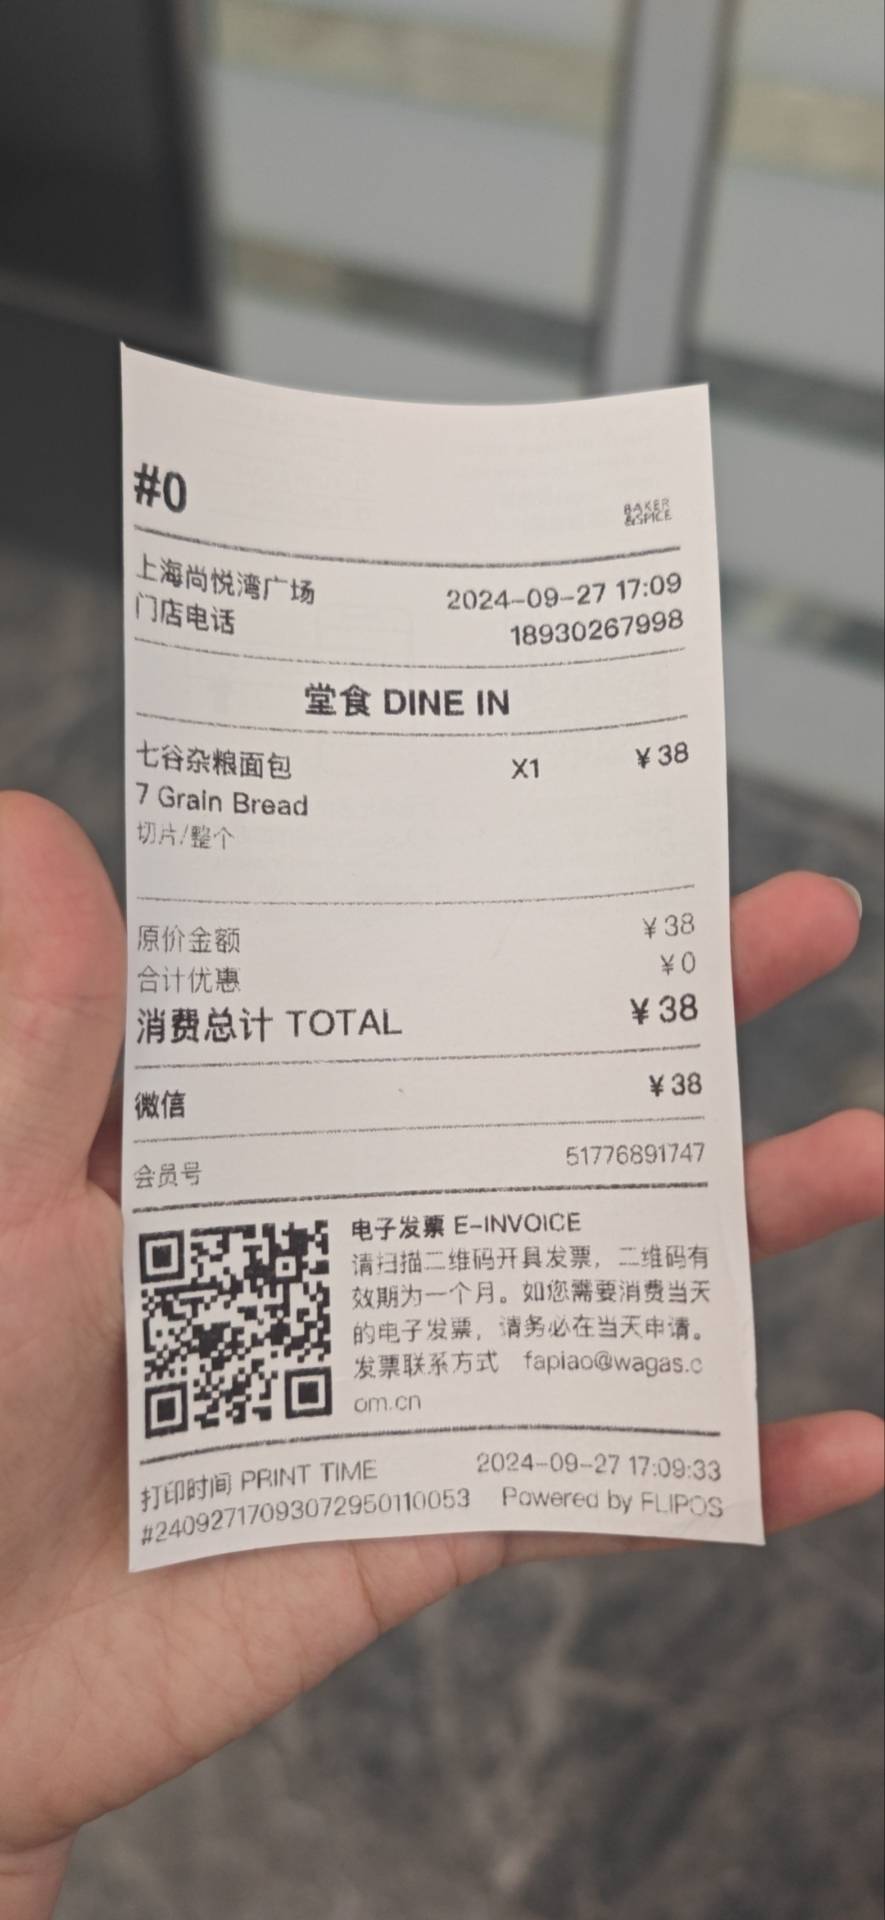 #0
BAKER
&SPICE
上海尚悦湾广场 2024-09-27 17:09
门店电话 18930267998
堂食 DINE IN
七谷杂粮面包 X1 ¥38
7 Grain Bread
切片/整个
原价金额 ¥38
合计优惠 ¥0
消费总计 TOTAL ¥38
微信 ¥38
会员号 51776891747
电子发票 E-INVOICE
请扫描二维码开具发票，二维码有
效期为一个月。如您需要消费当天
的电子发票，请务必在当天申请。
发票联系方式 fapiao@wagas.c
om.cn
打印时间 PRINT TIME 2024-09-27 17:09:33
#240927170930729501​10053 Powered by FLIPOS